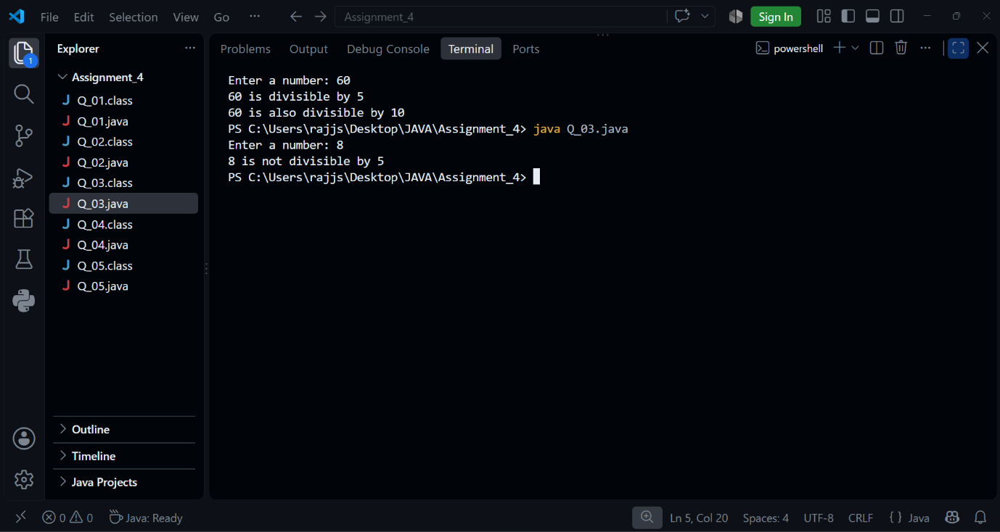 File Edit Selection View Go ··· Assignment_4 Sign In
Explorer ···
1
Assignment_4
J Q_01.class
J Q_01.java
J Q_02.class
J Q_02.java
J Q_03.class
J Q_03.java
J Q_04.class
J Q_04.java
J Q_05.class
J Q_05.java
Outline
Timeline
Java Projects
Problems Output Debug Console Terminal Ports powershell ···
Enter a number: 60
60 is divisible by 5
60 is also divisible by 10
PS C:\Users\rajjs\Desktop\JAVA\Assignment_4> java Q_03.java
Enter a number: 8
8 is not divisible by 5
PS C:\Users\rajjs\Desktop\JAVA\Assignment_4>
0 0 Java: Ready Ln 5, Col 20 Spaces: 4 UTF-8 CRLF { } Java